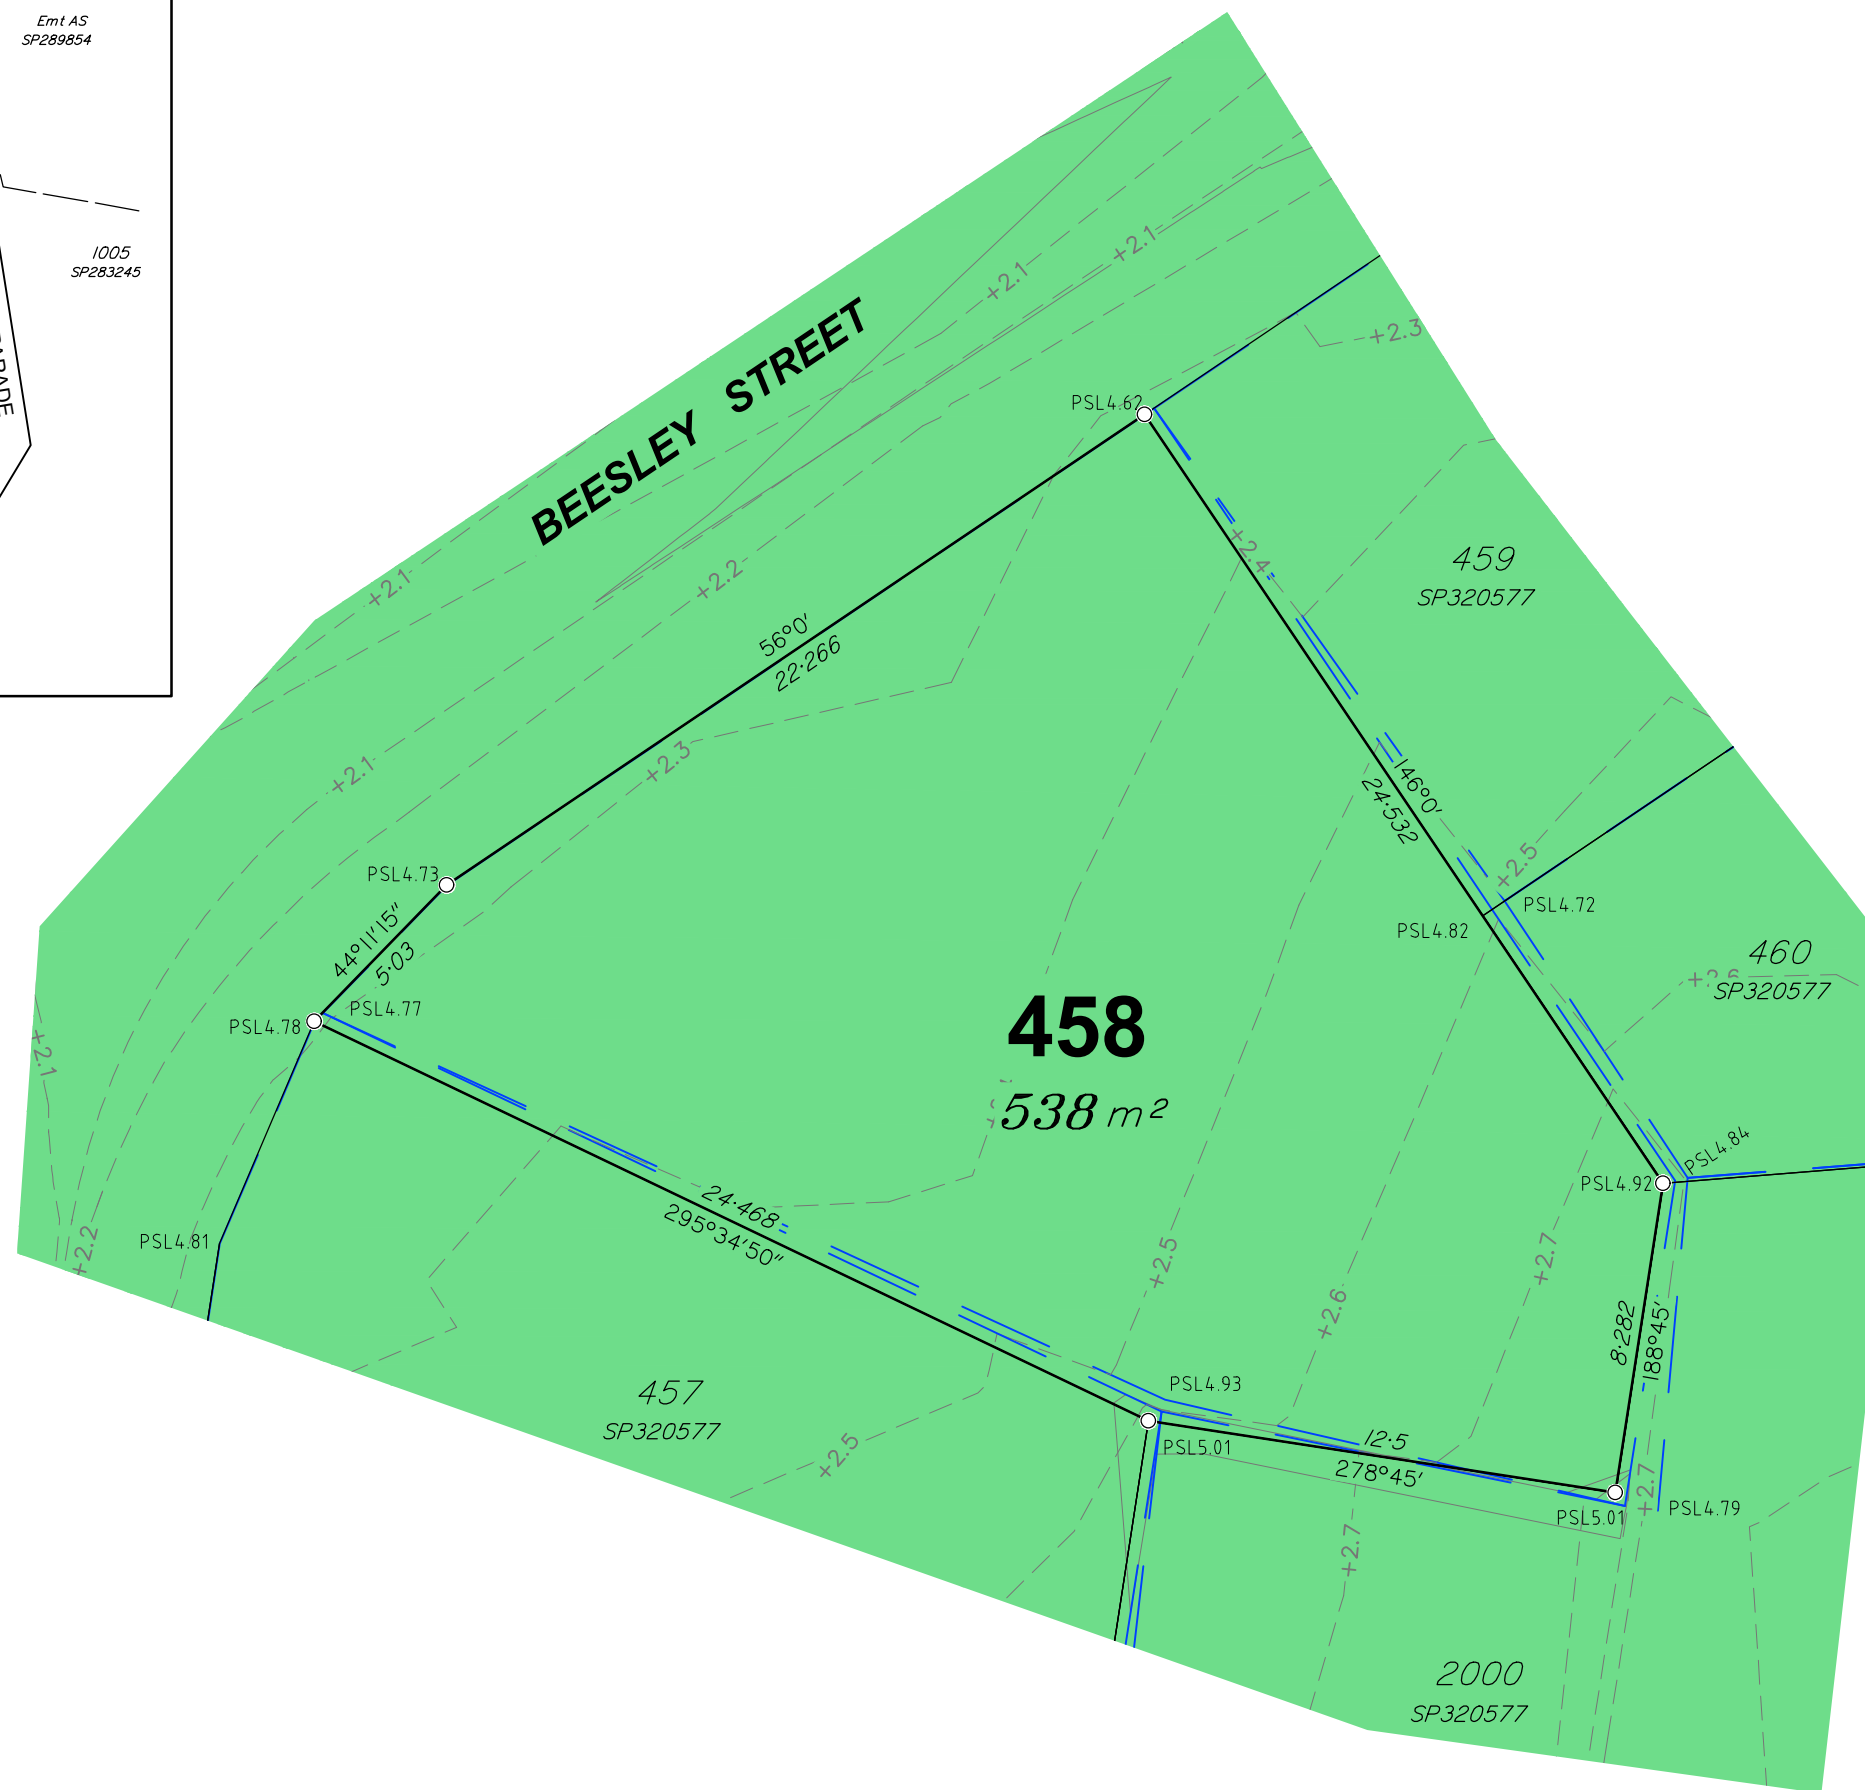 Emt AS
SP289854
1005
SP283245
BEESLEY STREET
+2.1
+2.1
+2.3
PSL4.62
+2.1
+2.2
+2.4
459
SP320577
56°0'
22·266
+2.1
+2.3
146°0'
24·532
+2.5
PSL4.73
PSL4.72
PSL4.82
44°11'15"
5·03
460
+2.6
SP320577
PSL4.77
PSL4.78
+2.1
458
538 m²
PSL4.84
PSL4.92
24·468
295°34'50"
PSL4.81
+2.2
+2.5
+2.7
+2.6
8·282
188°45'
457
SP320577
PSL4.93
PSL5.01
12·5
278°45'
+2.5
+2.7
PSL4.79
PSL5.01
+2.7
2000
SP320577